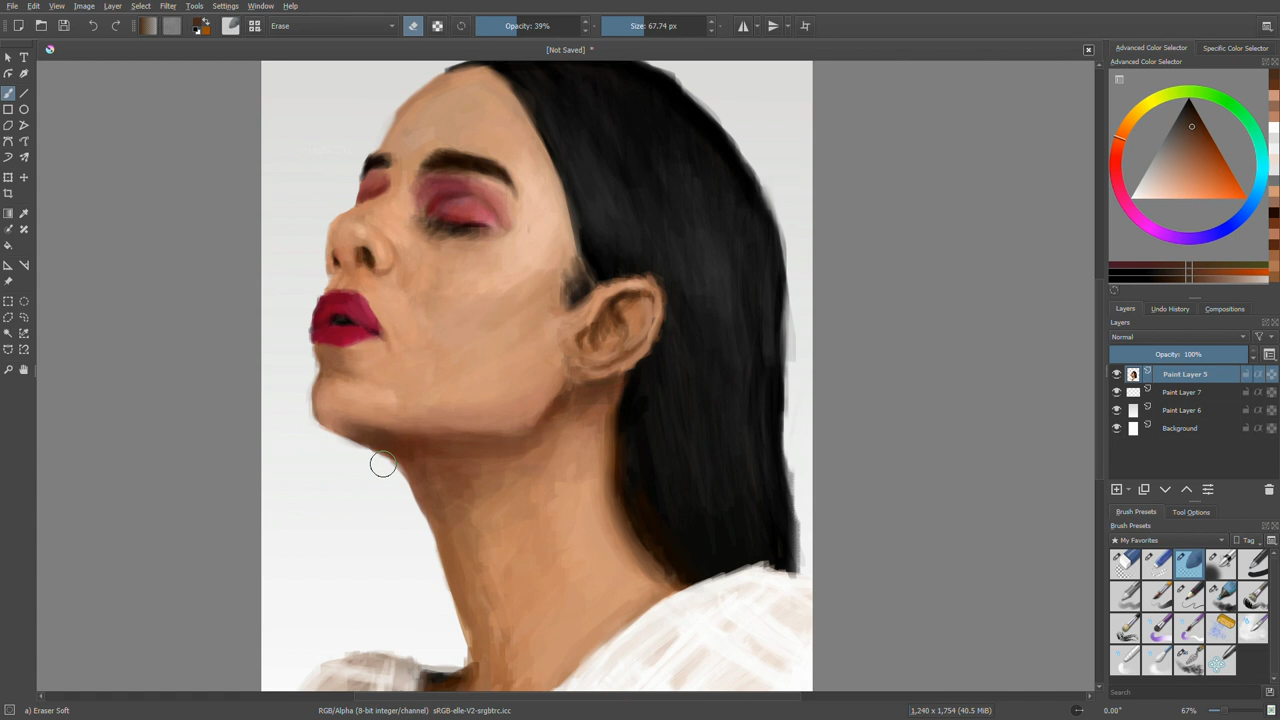 File Edit View Image Layer Select Filter Tools Settings Window Help
Erase Opacity: 39% Size: 67.74 px
[Not Saved] *
Advanced Color Selector Specific Color Selector
Advanced Color Selector
Layers Undo History Compositions
Layers
Normal
Opacity: 100%
Paint Layer 5
Paint Layer 7
Paint Layer 6
Background
Brush Presets Tool Options
Brush Presets
★ My Favorites Tag
Search
a) Eraser Soft RGB/Alpha (8-bit integer/channel) sRGB-elle-V2-srgbtrc.icc 1,240 x 1,754 (40.5 MiB) 0.00° 67%